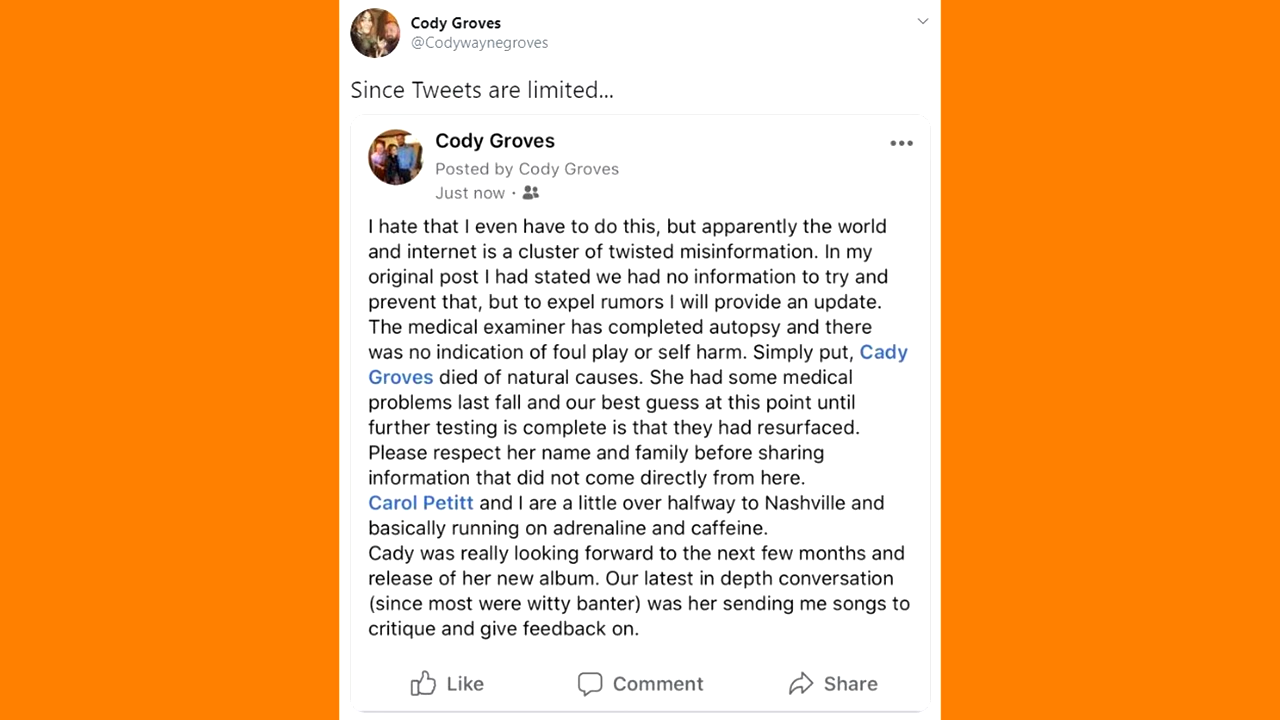 Cody Groves
@Codywaynegroves
Since Tweets are limited...
Cody Groves
Posted by Cody Groves
Just now ·
I hate that I even have to do this, but apparently the world
and internet is a cluster of twisted misinformation. In my
original post I had stated we had no information to try and
prevent that, but to expel rumors I will provide an update.
The medical examiner has completed autopsy and there
was no indication of foul play or self harm. Simply put, Cady
Groves died of natural causes. She had some medical
problems last fall and our best guess at this point until
further testing is complete is that they had resurfaced.
Please respect her name and family before sharing
information that did not come directly from here.
Carol Petitt and I are a little over halfway to Nashville and
basically running on adrenaline and caffeine.
Cady was really looking forward to the next few months and
release of her new album. Our latest in depth conversation
(since most were witty banter) was her sending me songs to
critique and give feedback on.
Like Comment Share